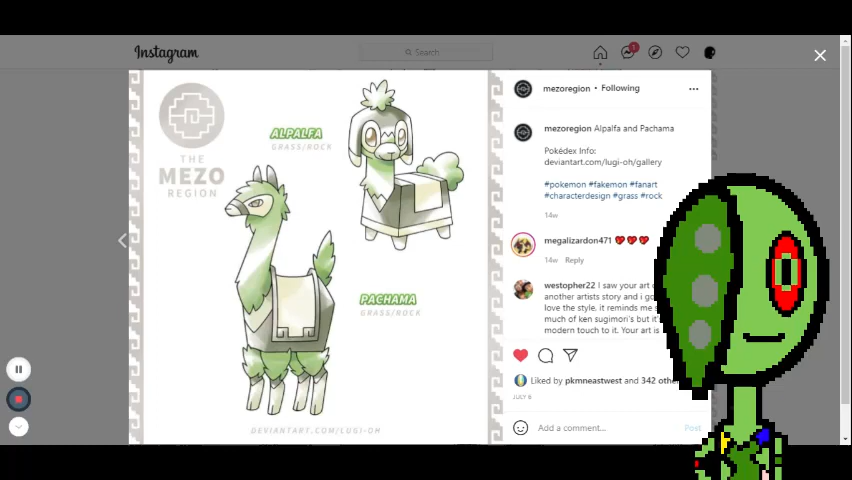 Instagram
Search
1
THE
MEZO
REGION
ALPALFA
GRASS/ROCK
PACHAMA
GRASS/ROCK
DEVIANTART.COM/LUGI-OH
mezoregion • Following
mezoregion Alpalfa and Pachama
Pokédex Info:
deviantart.com/lugi-oh/gallery
#pokemon #fakemon #fanart
#characterdesign #grass #rock
14w
megalizardon471
14w Reply
westopher22 I saw your art
another artists story and i
love the style. it reminds me
much of ken sugimori's but
modern touch to it. Your art is
Liked by pkmneastwest and 342
JULY 6
Add a comment...
Post